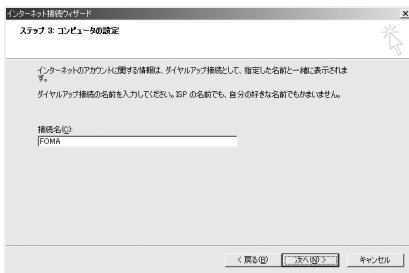 インターネット接続ウィザード
ステップ 3: コンピュータの設定
インターネットのアカウントに関する情報は、ダイヤルアップ接続として、指定した名前と一緒に表示されま
す。
ダイヤルアップ接続の名前を入力してください。ISP の名前でも、自分の好きな名前でもかまいません。
接続名(C):
FOMA
< 戻る(B)
次へ(N) >
キャンセル